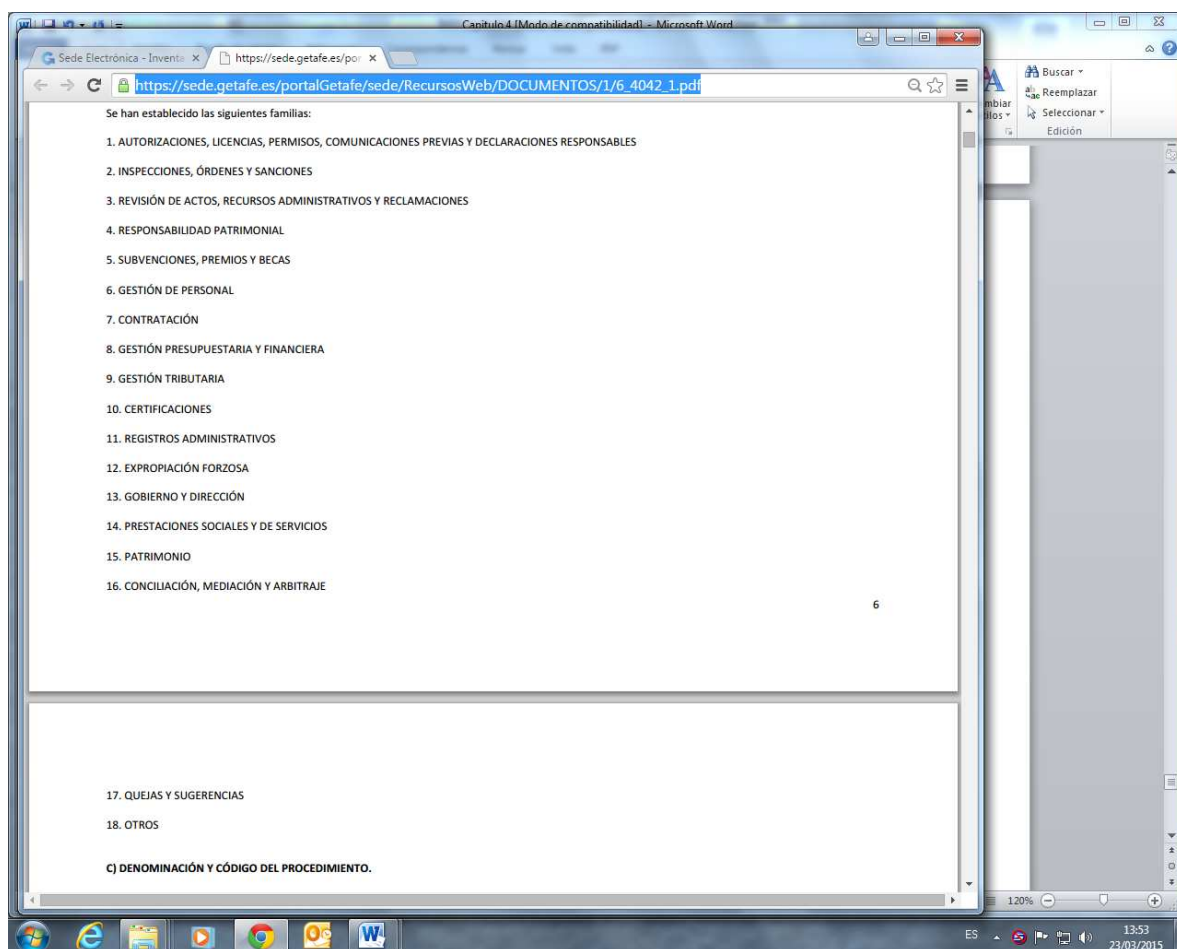 Capitulo 4 [Modo de compatibilidad] - Microsoft Word
Sede Electrónica - Inventa
https://sede.getafe.es/por
https://sede.getafe.es/portalGetafe/sede/RecursosWeb/DOCUMENTOS/1/6_4042_1.pdf
Buscar
Reemplazar
Seleccionar
Edición
Se han establecido las siguientes familias:
1. AUTORIZACIONES, LICENCIAS, PERMISOS, COMUNICACIONES PREVIAS Y DECLARACIONES RESPONSABLES
2. INSPECCIONES, ÓRDENES Y SANCIONES
3. REVISIÓN DE ACTOS, RECURSOS ADMINISTRATIVOS Y RECLAMACIONES
4. RESPONSABILIDAD PATRIMONIAL
5. SUBVENCIONES, PREMIOS Y BECAS
6. GESTIÓN DE PERSONAL
7. CONTRATACIÓN
8. GESTIÓN PRESUPUESTARIA Y FINANCIERA
9. GESTIÓN TRIBUTARIA
10. CERTIFICACIONES
11. REGISTROS ADMINISTRATIVOS
12. EXPROPIACIÓN FORZOSA
13. GOBIERNO Y DIRECCIÓN
14. PRESTACIONES SOCIALES Y DE SERVICIOS
15. PATRIMONIO
16. CONCILIACIÓN, MEDIACIÓN Y ARBITRAJE
6
17. QUEJAS Y SUGERENCIAS
18. OTROS
C) DENOMINACIÓN Y CÓDIGO DEL PROCEDIMIENTO.
120%
ES
13:53
23/03/2015